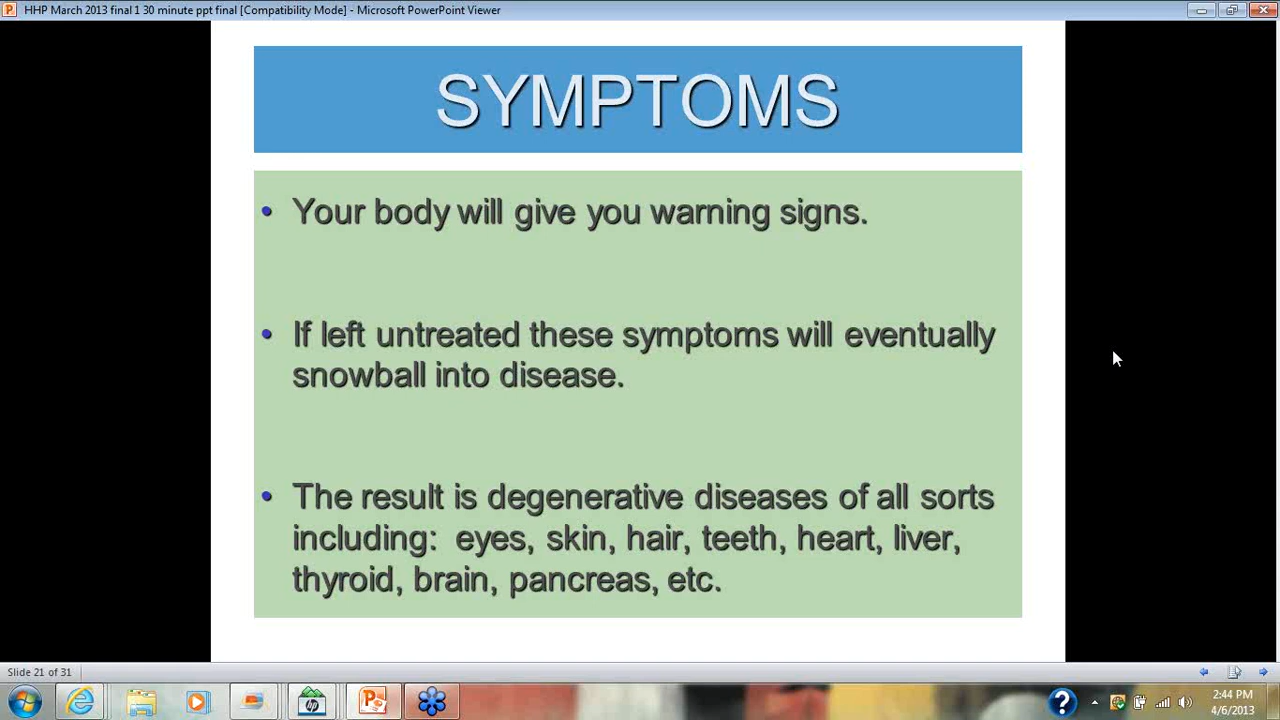 HHP March 2013 final 1 30 minute ppt final [Compatibility Mode] - Microsoft PowerPoint Viewer
SYMPTOMS
• Your body will give you warning signs.
• If left untreated these symptoms will eventually
snowball into disease.
• The result is degenerative diseases of all sorts
including:  eyes, skin, hair, teeth, heart, liver,
thyroid, brain, pancreas, etc.
Slide 21 of 31
2:44 PM
4/6/2013